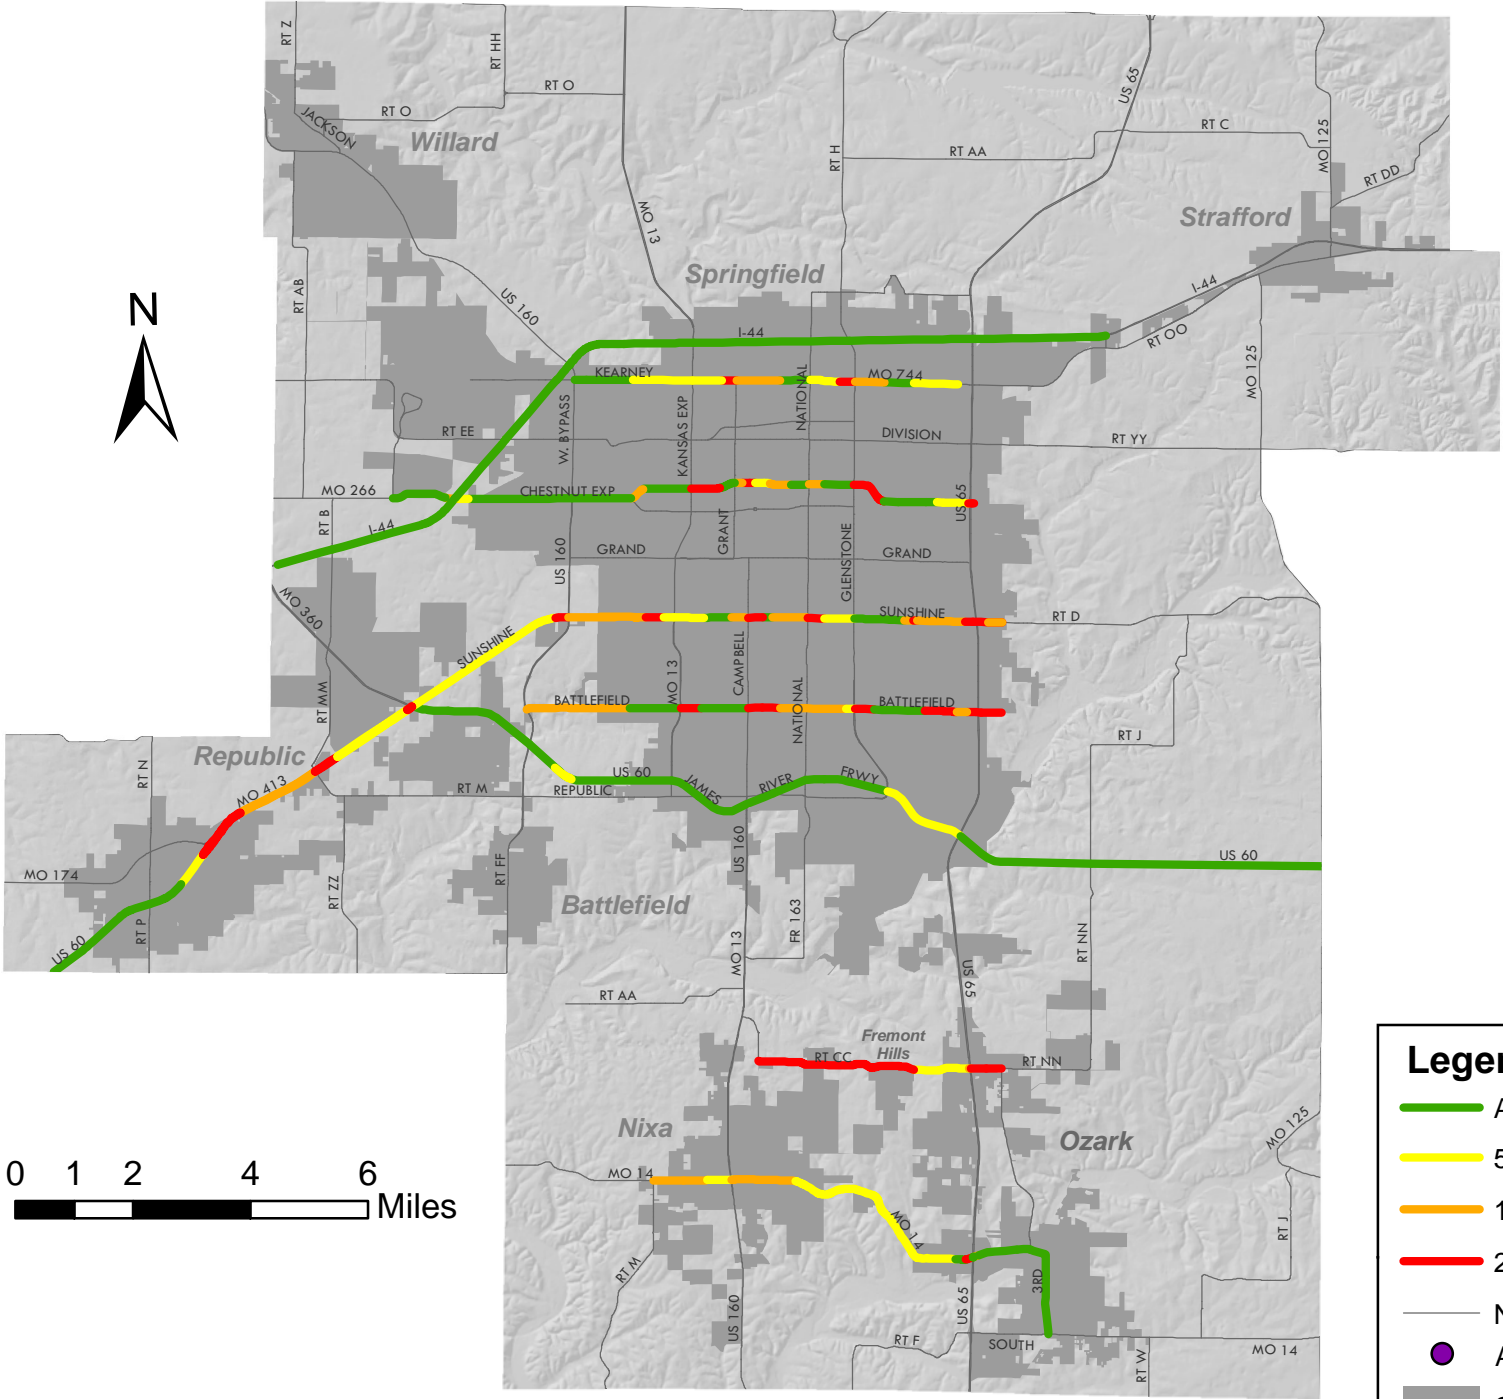 RT Z
RT HH
RT O
RT O
JACKSON
Willard
MO 13
RT H
US 65
RT C
RT AA
MO 125
RT DD
Strafford
Springfield
I-44
RT OO
MO 125
RT AB
US 160
N
I-44
KEARNEY
MO 744
NATIONAL
W. BYPASS
KANSAS EXP
RT EE
DIVISION
RT YY
MO 266
CHESTNUT EXP
US 65
RT B
I-44
GRANT
GLENSTONE
US 160
GRAND
GRAND
MO 360
SUNSHINE
SUNSHINE
RT D
CAMPBELL
MO 13
RT MM
BATTLEFIELD
BATTLEFIELD
NATIONAL
RT J
Republic
RT N
MO 413
RT M
US 60
REPUBLIC
JAMES
RIVER
FRWY
US 160
US 60
MO 174
RT ZZ
RT FF
RT P
US 60
Battlefield
FR 163
MO 13
RT NN
US 65
RT AA
Fremont
Hills
RT CC
RT NN
Nixa
Ozark
MO 125
MO 14
MO 14
RT M
US 160
US 65
3RD
RT J
RT F
SOUTH
RT W
MO 14
0 1 2 4 6
Miles
Legen
A
5
1
2
N
A